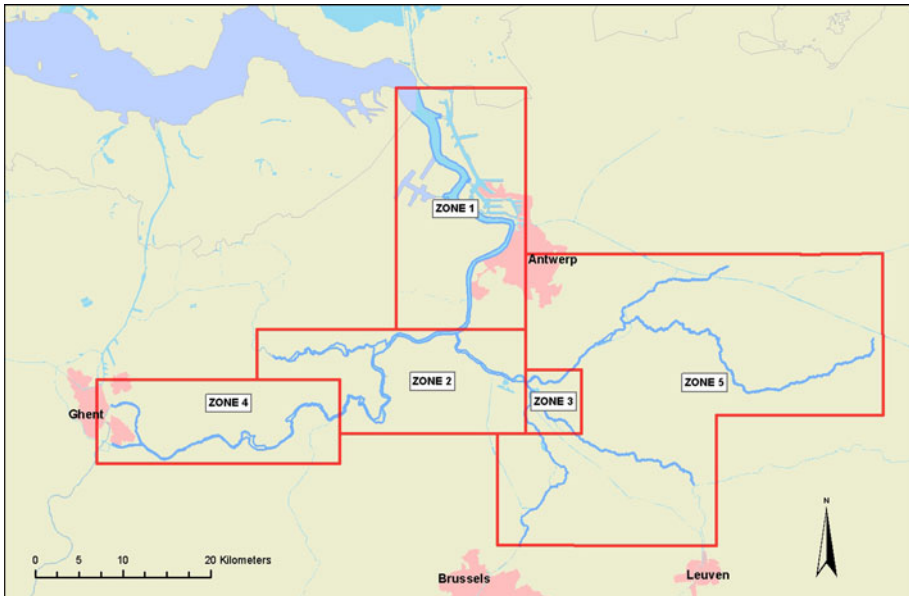 ZONE 1
Antwerp
ZONE 2
ZONE 5
ZONE 4
ZONE 3
Ghent
N
0 5 10 20 Kilometers
Brussels
Leuven